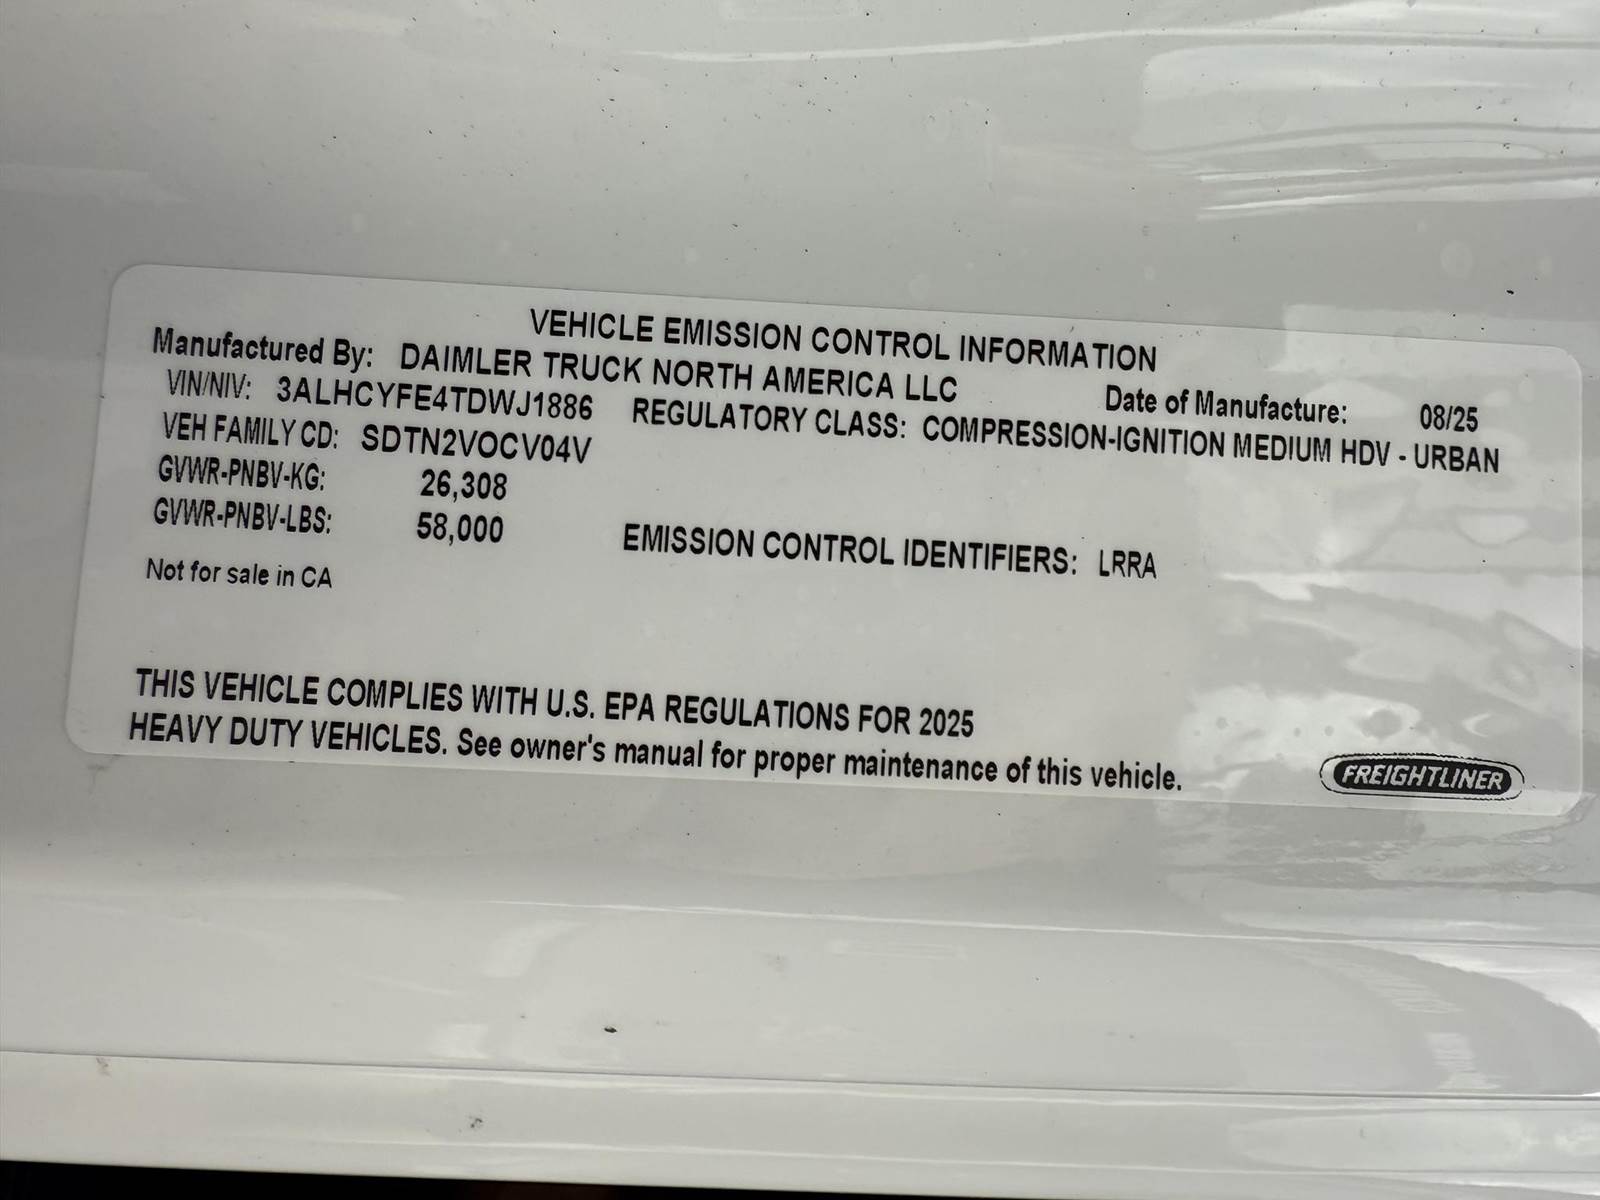 VEHICLE EMISSION CONTROL INFORMATION
Manufactured By: DAIMLER TRUCK NORTH AMERICA LLC Date of Manufacture: 08/25
VIN/NIV: 3ALHCYFE4TDWJ1886 REGULATORY CLASS: COMPRESSION-IGNITION MEDIUM HDV - URBAN
VEH FAMILY CD: SDTN2VOCV04V
GVWR-PNBV-KG: 26,308
GVWR-PNBV-LBS: 58,000 EMISSION CONTROL IDENTIFIERS: LRRA
Not for sale in CA
THIS VEHICLE COMPLIES WITH U.S. EPA REGULATIONS FOR 2025
HEAVY DUTY VEHICLES. See owner's manual for proper maintenance of this vehicle.
FREIGHTLINER